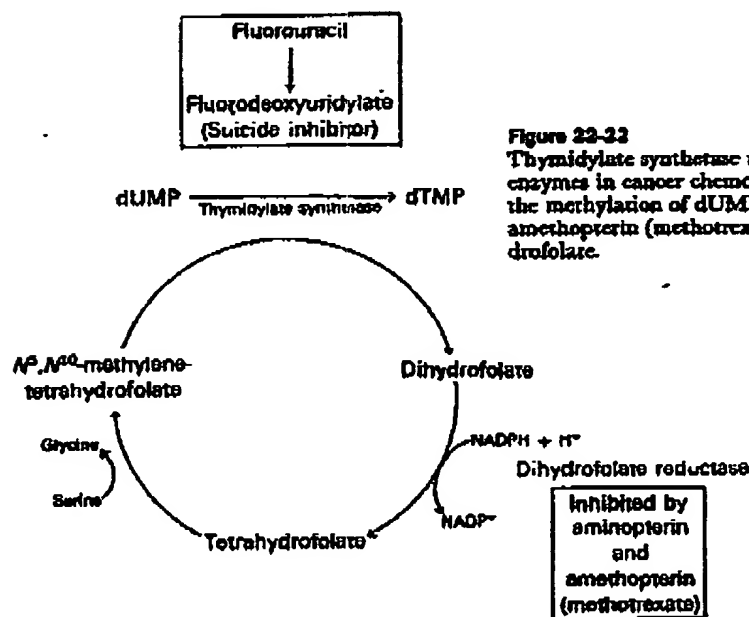 Fluorouracil
Fluorodeoxyuridylate
(Suicide inhibitor)
Figure 22-22
Thymidylate synthetase
enzymes in cancer chemo
the methylation of dUMP
amethopterin (methotrex
drofolate.
dUMP
Thymidylate synthetase
dTMP
N⁵,N¹⁰-methylene-
tetrahydrofolate
Dihydrofolate
Glycine
Serine
NADPH + H⁺
Dihydrofolate reductase
NADP⁺
Tetrahydrofolate
Inhibited by
aminopterin
and
amethopterin
(methotrexate)